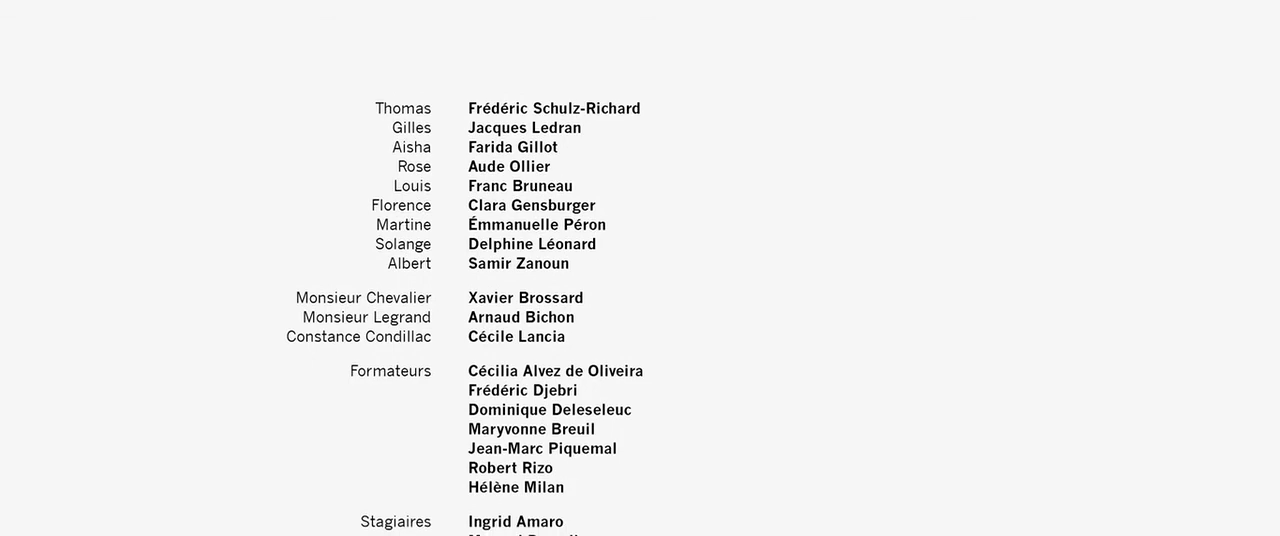 Thomas Frédéric Schulz-Richard
Gilles Jacques Ledran
Aisha Farida Gillot
Rose Aude Ollier
Louis Franc Bruneau
Florence Clara Gensburger
Martine Émmanuelle Péron
Solange Delphine Léonard
Albert Samir Zanoun
Monsieur Chevalier Xavier Brossard
Monsieur Legrand Arnaud Bichon
Constance Condillac Cécile Lancia
Formateurs Cécilia Alvez de Oliveira
Frédéric Djebri
Dominique Deleseleuc
Maryvonne Breuil
Jean-Marc Piquemal
Robert Rizo
Hélène Milan
Stagiaires Ingrid Amaro